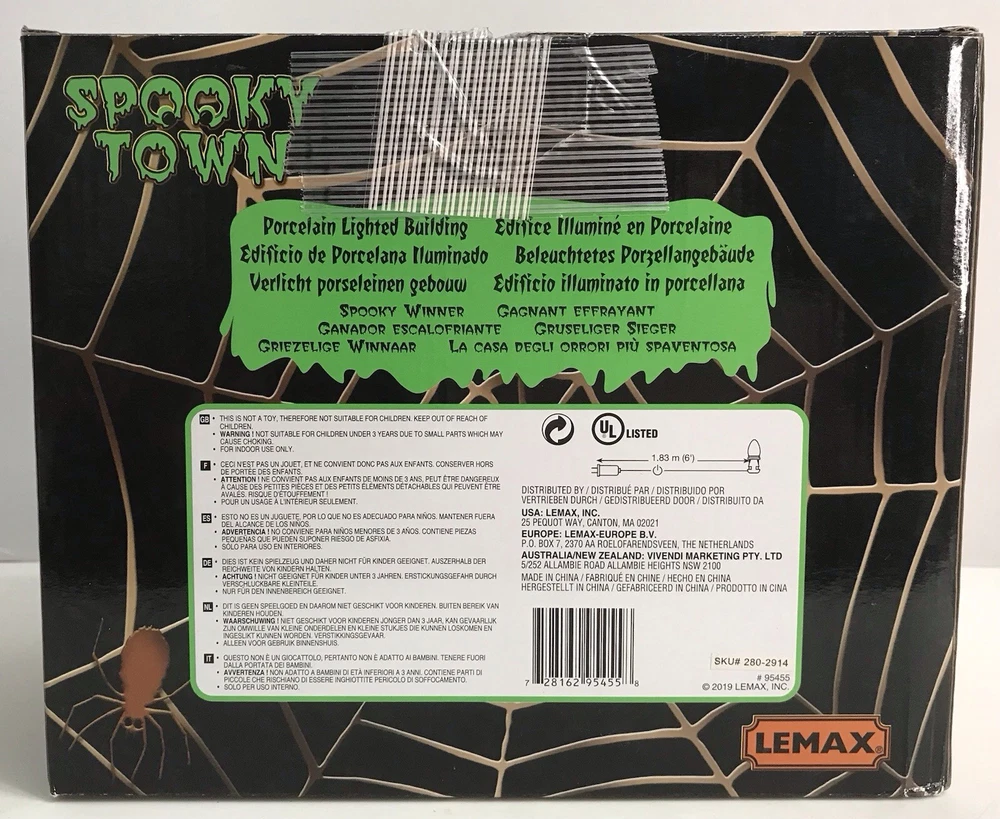 SPOOKY
TOWN
Porcelain Lighted Building Edifice Illuminé en Porcelaine
Edificio de Porcelana Iluminado Beleuchtetes Porzellangebäude
Verlicht porseleinen gebouw Edificio illuminato in porcellana
SPOOKY WINNER GAGNANT EFFRAYANT
GANADOR ESCALOFRIANTE GRUSELIGER SIEGER
GRIEZELIGE WINNAAR LA CASA DEGLI ORRORI PIÙ SPAVENTOSA
GB • THIS IS NOT A TOY, THEREFORE NOT SUITABLE FOR CHILDREN. KEEP OUT OF REACH OF
CHILDREN.
• WARNING ! NOT SUITABLE FOR CHILDREN UNDER 3 YEARS DUE TO SMALL PARTS WHICH MAY
CAUSE CHOKING.
• FOR INDOOR USE ONLY.
F • CECI N'EST PAS UN JOUET, ET NE CONVIENT DONC PAS AUX ENFANTS. CONSERVER HORS
DE PORTÉE DES ENFANTS.
• ATTENTION ! NE CONVIENT PAS AUX ENFANTS DE MOINS DE 3 ANS, PEUT ÊTRE DANGEREUX
À CAUSE DES PETITES PIÈCES ET DES PETITS ÉLÉMENTS DÉTACHABLES QUI PEUVENT ÊTRE
AVALÉS. RISQUE D'ÉTOUFFEMENT !
• POUR UN USAGE À L'INTÉRIEUR SEULEMENT.
ES • ESTO NO ES UN JUGUETE, POR LO QUE NO ES ADECUADO PARA NIÑOS. MANTENER FUERA
DEL ALCANCE DE LOS NIÑOS.
• ADVERTENCIA ! NO CONVIENE PARA NIÑOS MENORES DE 3 AÑOS. CONTIENE PIEZAS
PEQUEÑAS QUE PUEDEN SUPONER RIESGO DE ASFIXIA.
• SÓLO PARA USO EN INTERIORES.
DE • DIES IST KEIN SPIELZEUG UND DAHER NICHT FÜR KINDER GEEIGNET. AUSZERHALB DER
REICHWEITE VON KINDERN HALTEN.
• ACHTUNG ! NICHT GEEIGNET FÜR KINDER UNTER 3 JAHREN. ERSTICKUNGSGEFAHR DURCH
VERSCHLUCKBARE KLEINTEILE.
• NUR FÜR DEN INNENBEREICH GEEIGNET.
NL • DIT IS GEEN SPEELGOED EN DAAROM NIET GESCHIKT VOOR KINDEREN. BUITEN BEREIK VAN
KINDEREN HOUDEN.
• WAARSCHUWING ! NIET GESCHIKT VOOR KINDEREN JONGER DAN 3 JAAR, KAN GEVAARLIJK
ZIJN OMWILLE VAN KLEINE ONDERDELEN EN KLEINE STUKJES DIE KUNNEN LOSKOMEN EN
INGESLIKT KUNNEN WORDEN. VERSTIKKINGSGEVAAR.
• ALLEEN VOOR GEBRUIK BINNENSHUIS.
IT • QUESTO NON È UN GIOCATTOLO, PERTANTO NON È ADATTO AI BAMBINI. TENERE FUORI
DALLA PORTATA DEI BAMBINI.
• AVVERTENZA ! NON ADATTO A BAMBINI DI ETÀ INFERIORI A 3 ANNI. CONTIENE PARTI DI
PICCOLE CHE RISCHIANO DI ESSERE INGHIOTTITE PERICOLO DI SOFFOCAMENTO.
• SOLO PER USO INTERNO.
UL LISTED
1.83 m (6')
DISTRIBUTED BY / DISTRIBUÉ PAR / DISTRIBUIDO POR
VERTRIEBEN DURCH / GEDISTRIBUEERD DOOR / DISTRIBUITO DA
USA: LEMAX, INC.
25 PEQUOT WAY, CANTON, MA 02021
EUROPE: LEMAX-EUROPE B.V.
P.O. BOX 7, 2370 AA ROELOFARENDSVEEN, THE NETHERLANDS
AUSTRALIA/NEW ZEALAND: VIVENDI MARKETING PTY. LTD
5/252 ALLAMBIE ROAD ALLAMBIE HEIGHTS NSW 2100
MADE IN CHINA / FABRIQUÉ EN CHINE / HECHO EN CHINA
HERGESTELLT IN CHINA / GEFABRICEERD IN CHINA / PRODOTTO IN CINA
7 28162 95455 8
SKU# 280-2914
# 95455
© 2019 LEMAX, INC.
LEMAX®